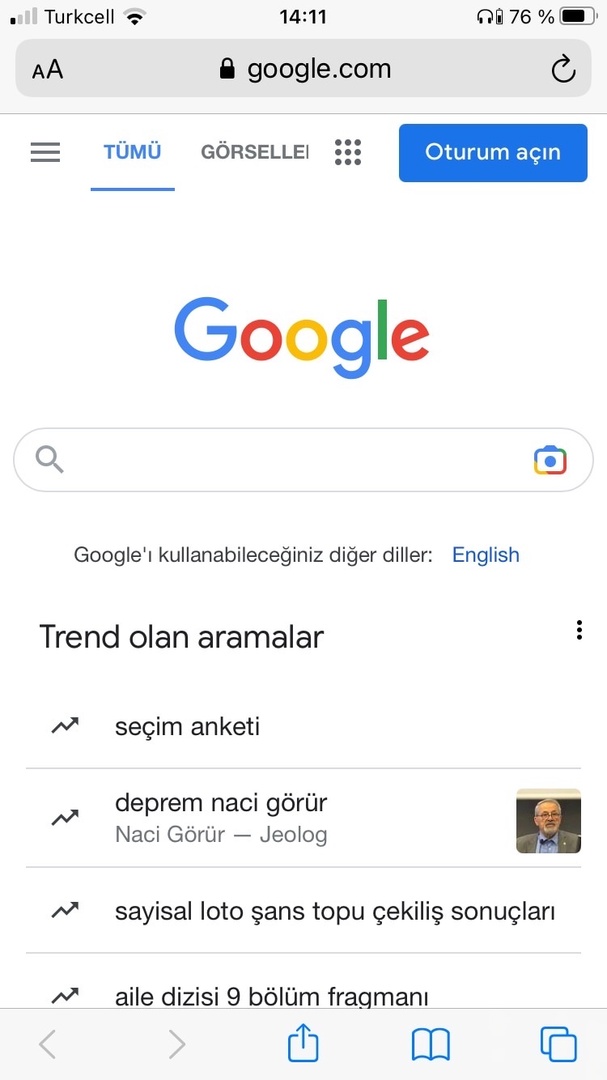 Turkcell 14:11 76 %
AA google.com
TÜMÜ GÖRSELLE Oturum açın
Google
Google'ı kullanabileceğiniz diğer diller: English
Trend olan aramalar
seçim anketi
deprem naci görür
Naci Görür — Jeolog
sayisal loto şans topu çekiliş sonuçları
aile dizisi 9 bölüm fragmanı